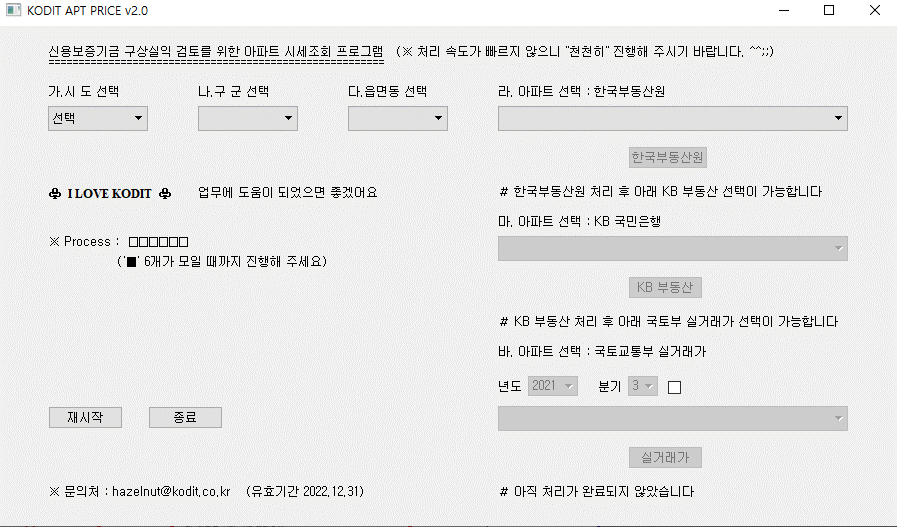 KODIT APT PRICE v2.0
신용보증기금 구상실익 검토를 위한 아파트 시세조회 프로그램 (※ 처리 속도가 빠르지 않으니 "천천히" 진행해 주시기 바랍니다. ^^;;)
================================================
가.시 도 선택 나.구 군 선택 다.읍면동 선택 라. 아파트 선택 : 한국부동산원
선택
한국부동산원
♧ I LOVE KODIT ♧ 업무에 도움이 되었으면 좋겠어요 # 한국부동산원 처리 후 아래 KB 부동산 선택이 가능합니다
마. 아파트 선택 : KB 국민은행
※ Process : □□□□□□
('■' 6개가 모일 때까지 진행해 주세요)
KB 부동산
# KB 부동산 처리 후 아래 국토부 실거래가 선택이 가능합니다
바. 아파트 선택 : 국토교통부 실거래가
년도 2021 분기 3
재시작 종료
실거래가
※ 문의처 : hazelnut@kodit.co.kr (유효기간 2022.12.31) # 아직 처리가 완료되지 않았습니다